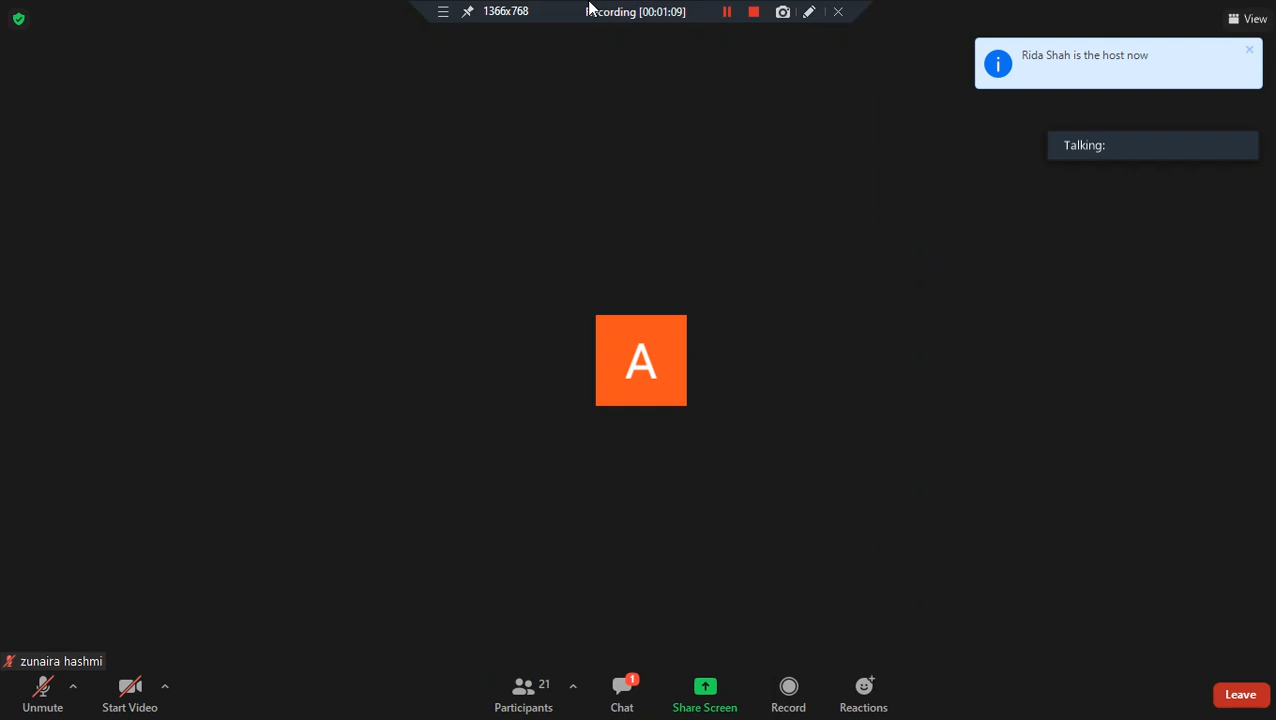 1366x768
Recording [00:01:09]
View
Rida Shah is the host now
Talking:
A
zunaira hashmi
Unmute
Start Video
21
Participants
1
Chat
Share Screen
Record
Reactions
Leave